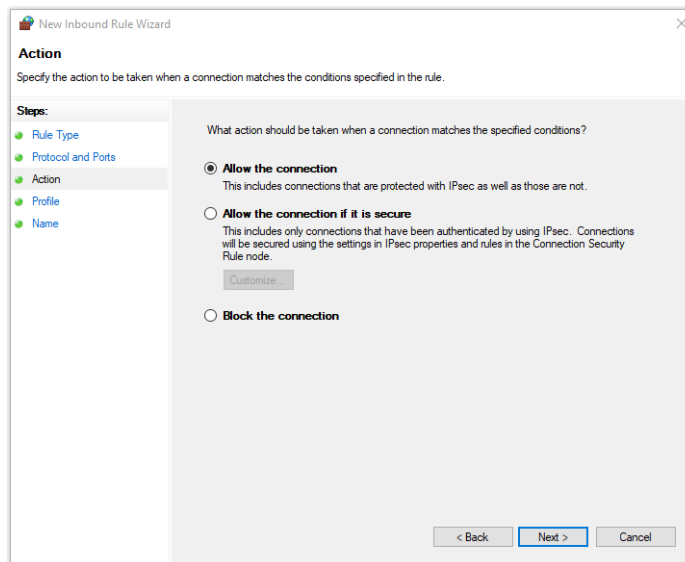 New Inbound Rule Wizard
Action
Specify the action to be taken when a connection matches the conditions specified in the rule.
Steps:
Rule Type
Protocol and Ports
Action
Profile
Name
What action should be taken when a connection matches the specified conditions?
Allow the connection
This includes connections that are protected with IPsec as well as those are not.
Allow the connection if it is secure
This includes only connections that have been authenticated by using IPsec. Connections
will be secured using the settings in IPsec properties and rules in the Connection Security
Rule node.
Customize...
Block the connection
< Back
Next >
Cancel